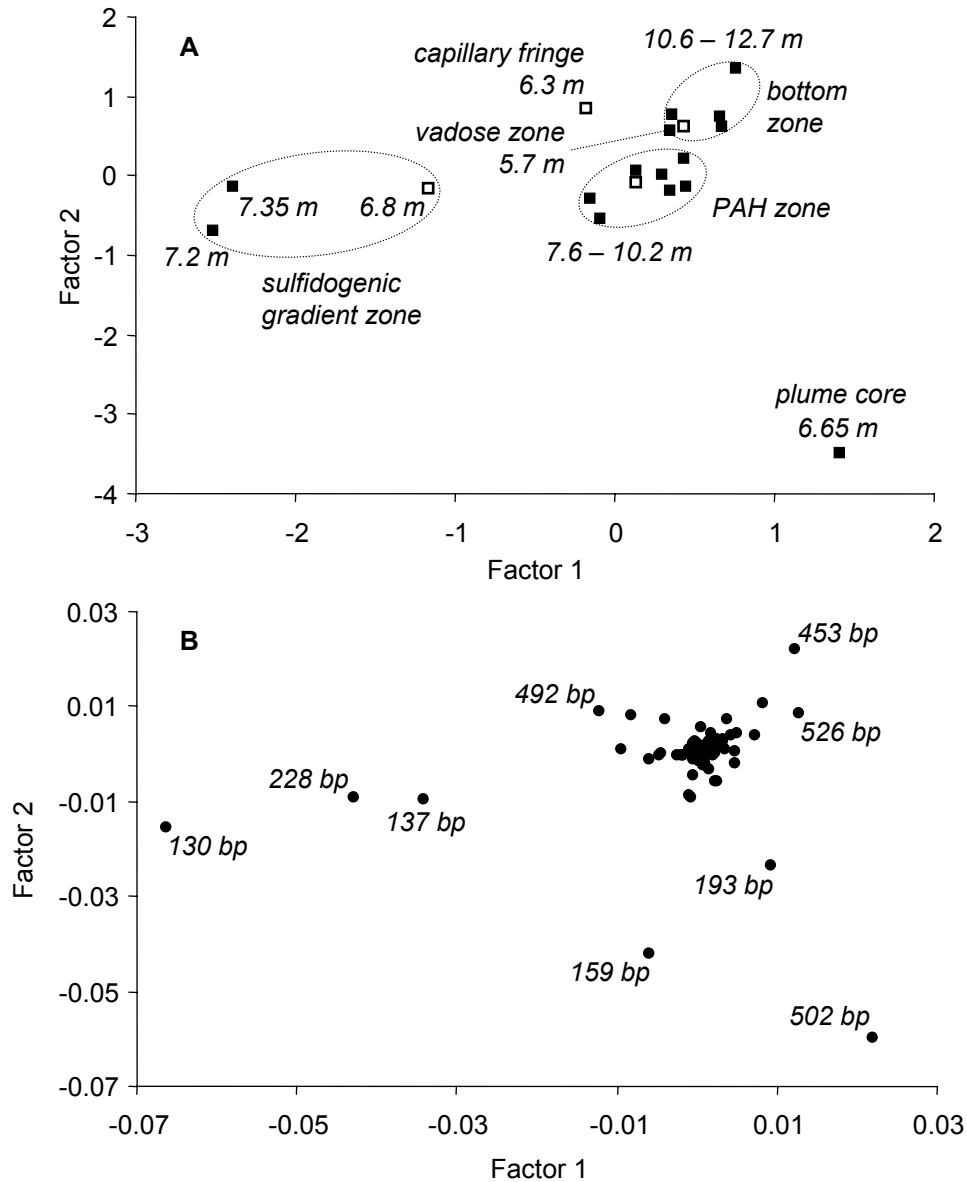 A
2
1
0
-1
-2
-3
-4
Factor 2
capillary fringe
6.3 m
vadose zone
5.7 m
10.6 – 12.7 m
bottom
zone
PAH zone
7.6 – 10.2 m
7.35 m
6.8 m
7.2 m
sulfidogenic
gradient zone
plume core
6.65 m
-3 -2 -1 0 1 2
Factor 1
B
0.03
0.01
-0.01
-0.03
-0.05
-0.07
Factor 2
453 bp
492 bp
526 bp
228 bp
137 bp
130 bp
193 bp
159 bp
502 bp
-0.07 -0.05 -0.03 -0.01 0.01 0.03
Factor 1